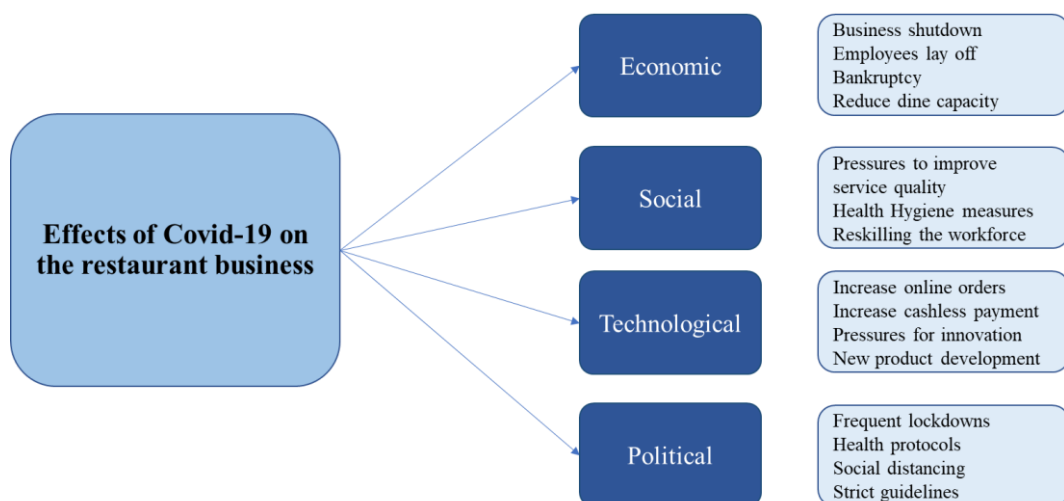 Effects of Covid-19 on
the restaurant business
Economic
Business shutdown
Employees lay off
Bankruptcy
Reduce dine capacity
Social
Pressures to improve
service quality
Health Hygiene measures
Reskilling the workforce
Technological
Increase online orders
Increase cashless payment
Pressures for innovation
New product development
Political
Frequent lockdowns
Health protocols
Social distancing
Strict guidelines